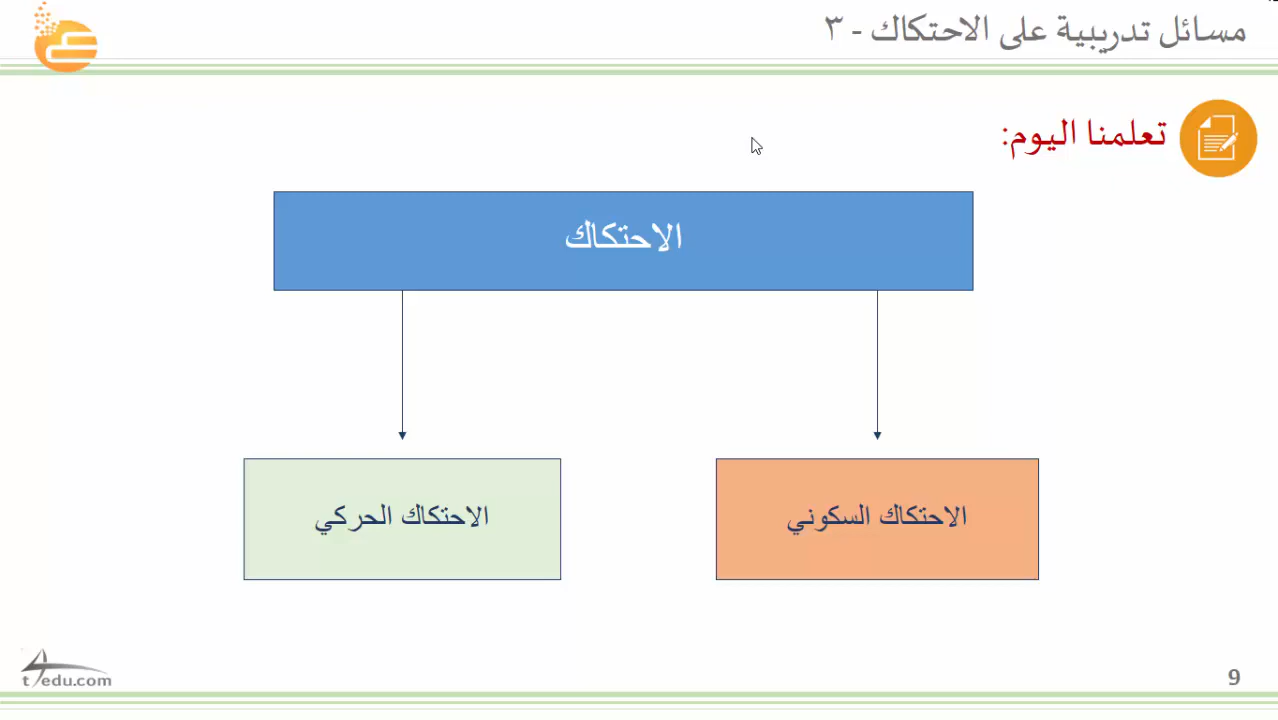 مسائل تدريبية على الاحتكاك - ٣
تعلمنا اليوم:
الاحتكاك
الاحتكاك السكوني
الاحتكاك الحركي
t4edu.com
9